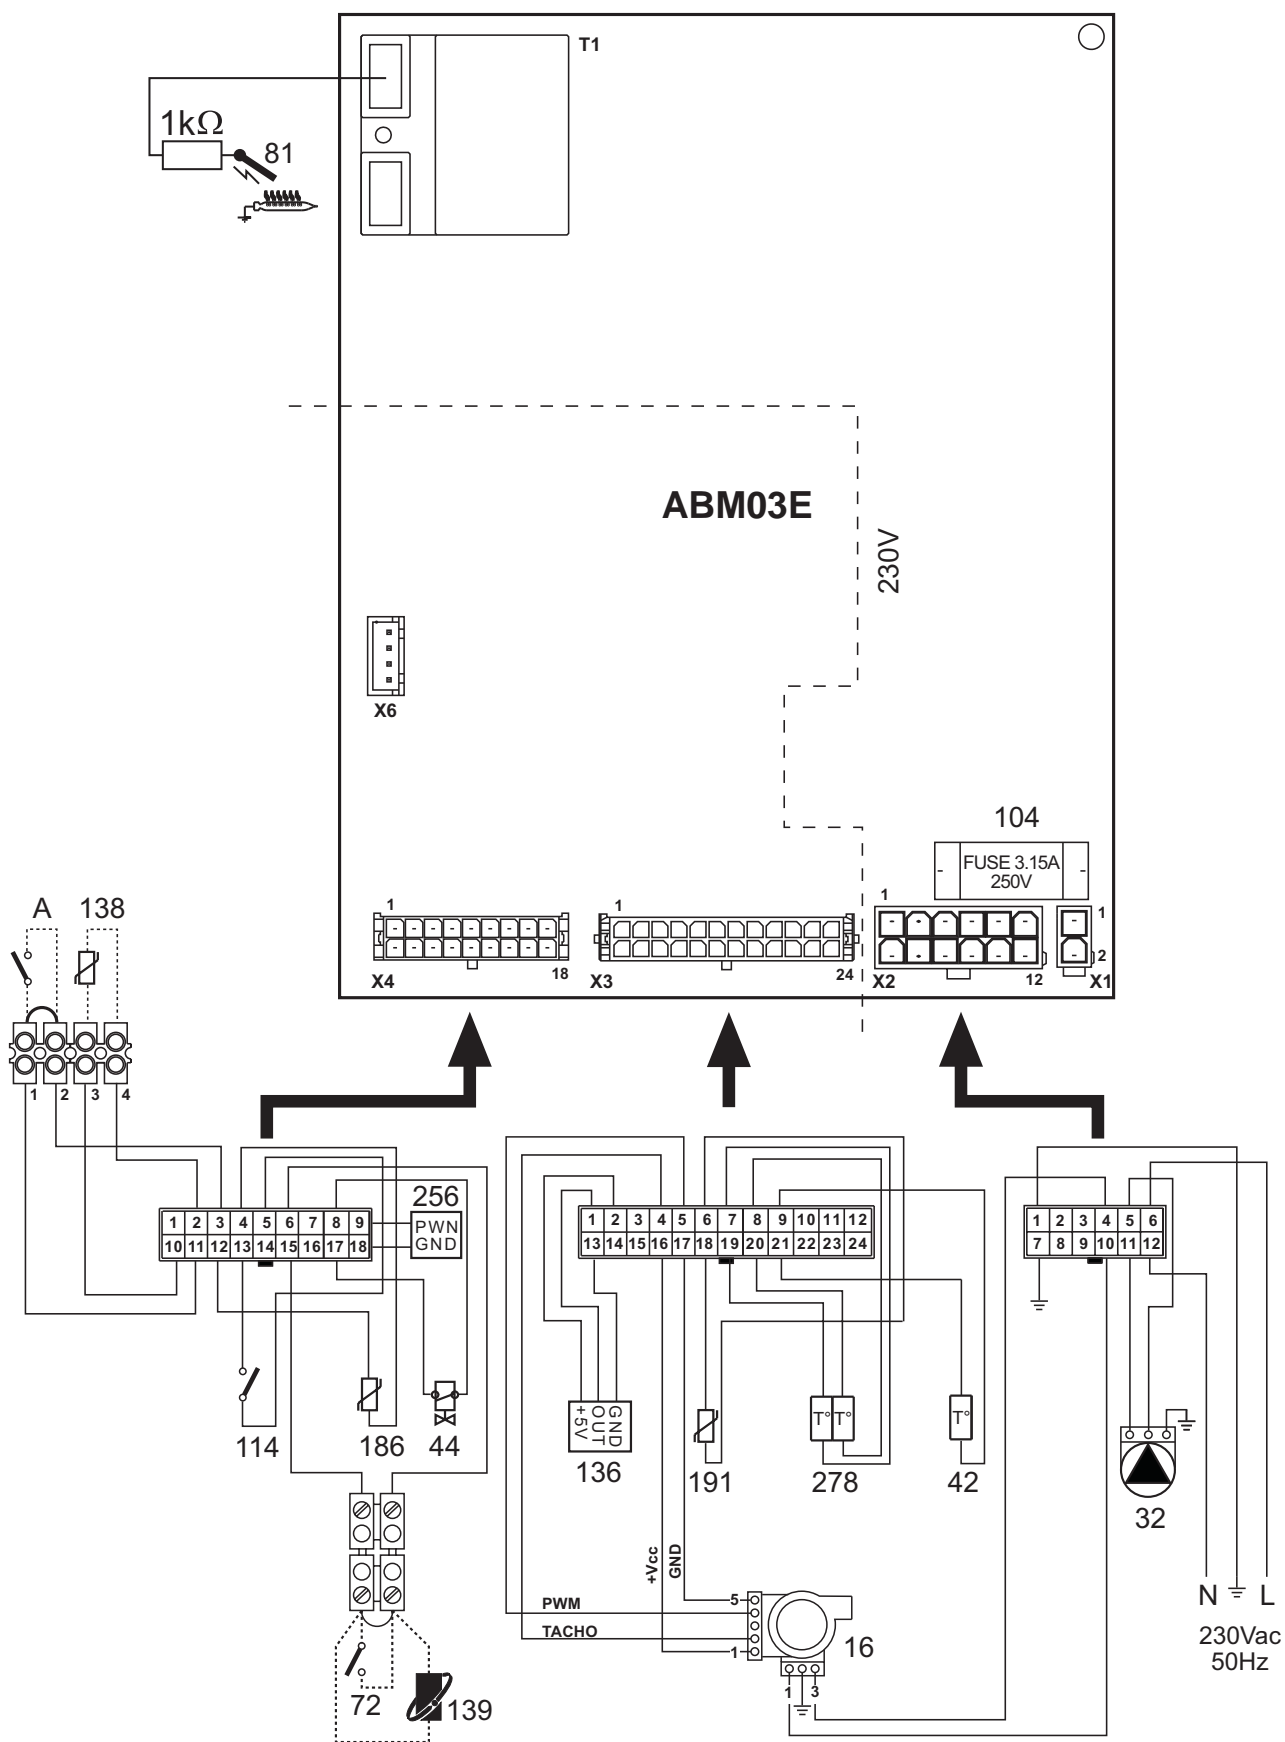 T1
1kΩ
81
ABM03E
230V
X6
104
FUSE 3.15A
250V
1
1
1
1
2
18
24
12
X4
X3
X2
X1
A
138
1
2
3
4
256
PWN
GND
1 2 3 4 5 6 7 8 9
10 11 12 13 14 15 16 17 18
1 2 3 4 5 6 7 8 9 10 11 12
13 14 15 16 17 18 19 20 21 22 23 24
1 2 3 4 5 6
7 8 9 10 11 12
114
186
44
+5V
OUT
GND
136
191
T°
T°
278
T°
42
32
+Vcc
GND
PWM
TACHO
5
1
16
1
3
N
L
230Vac
50Hz
72
139